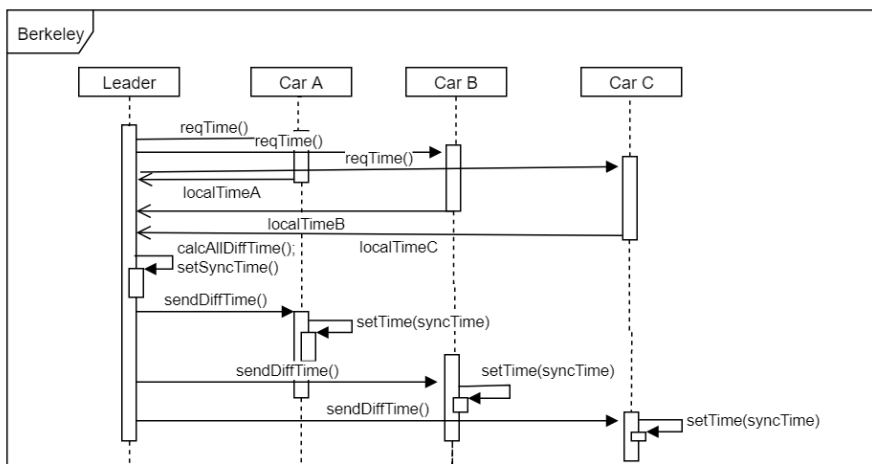 Berkeley
Leader
Car A
Car B
Car C
reqTime()
reqTime()
reqTime()
localTimeA
localTimeB
localTimeC
calcAllDiffTime();
setSyncTime()
sendDiffTime()
setTime(syncTime)
sendDiffTime()
setTime(syncTime)
sendDiffTime()
setTime(syncTime)